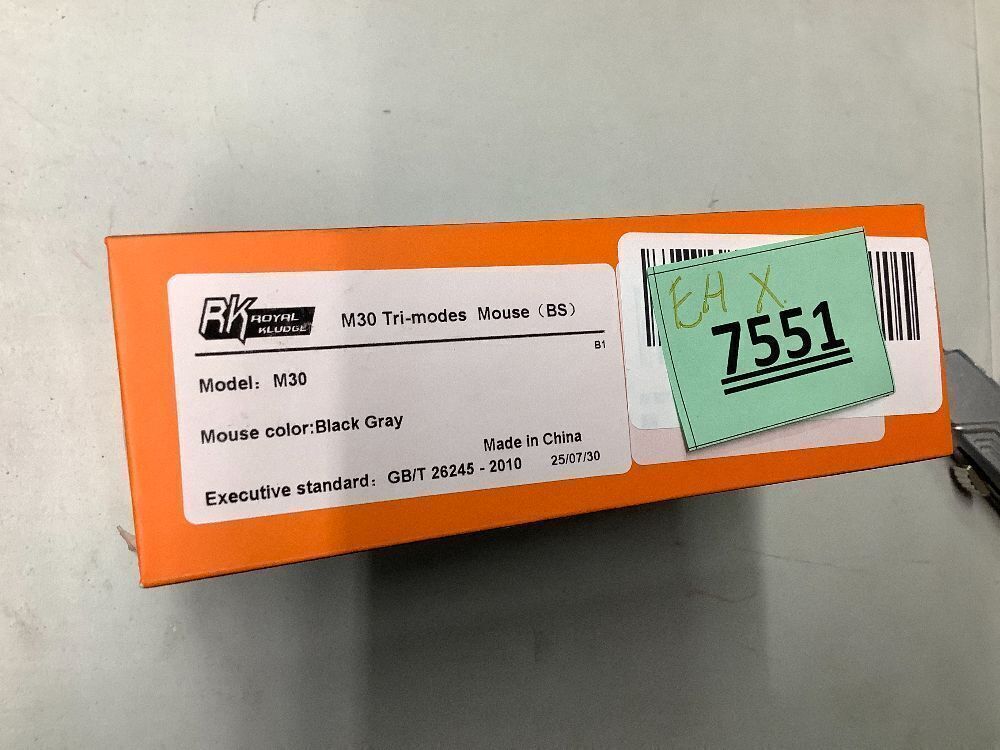 RK ROYAL
KLUDGE
M30 Tri-modes Mouse（BS）
B1
Model：M30
Mouse color:Black Gray
Made in China
Executive standard：GB/T 26245 - 2010
25/07/30
EH X
7551